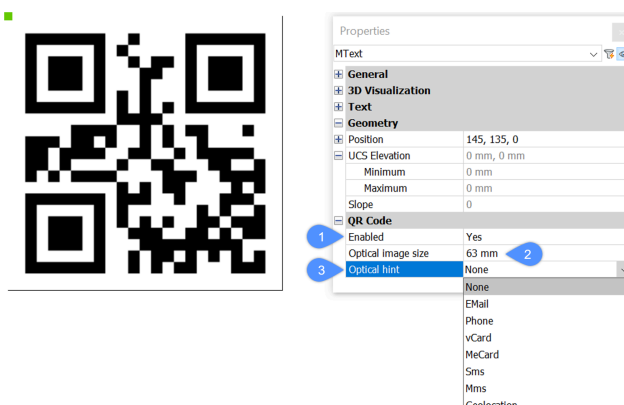 Properties
MText
General
3D Visualization
Text
Geometry
Position 145, 135, 0
UCS Elevation 0 mm, 0 mm
Minimum 0 mm
Maximum 0 mm
Slope 0
QR Code
1 Enabled Yes
Optical image size 63 mm 2
3 Optical hint None
None
EMail
Phone
vCard
MeCard
Sms
Mms
Geolocation